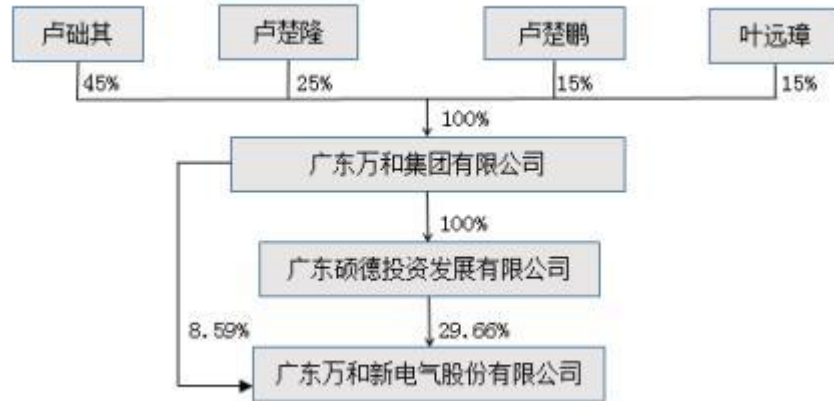 卢础其 卢楚隆 卢楚鹏 叶远璋
45% 25% 15% 15%
100%
广东万和集团有限公司
100%
广东硕德投资发展有限公司
8.59% 29.66%
广东万和新电气股份有限公司